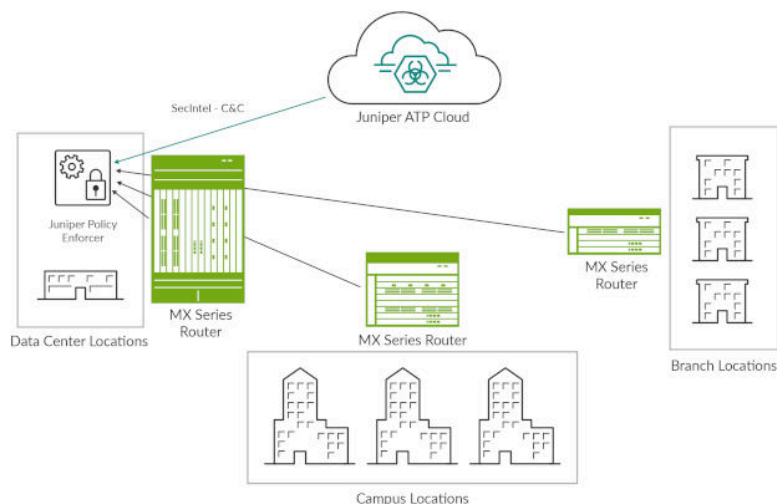 SecIntel - C&C
Juniper ATP Cloud
Juniper Policy
Enforcer
Data Center Locations
MX Series
Router
MX Series Router
MX Series
Router
Branch Locations
Campus Locations